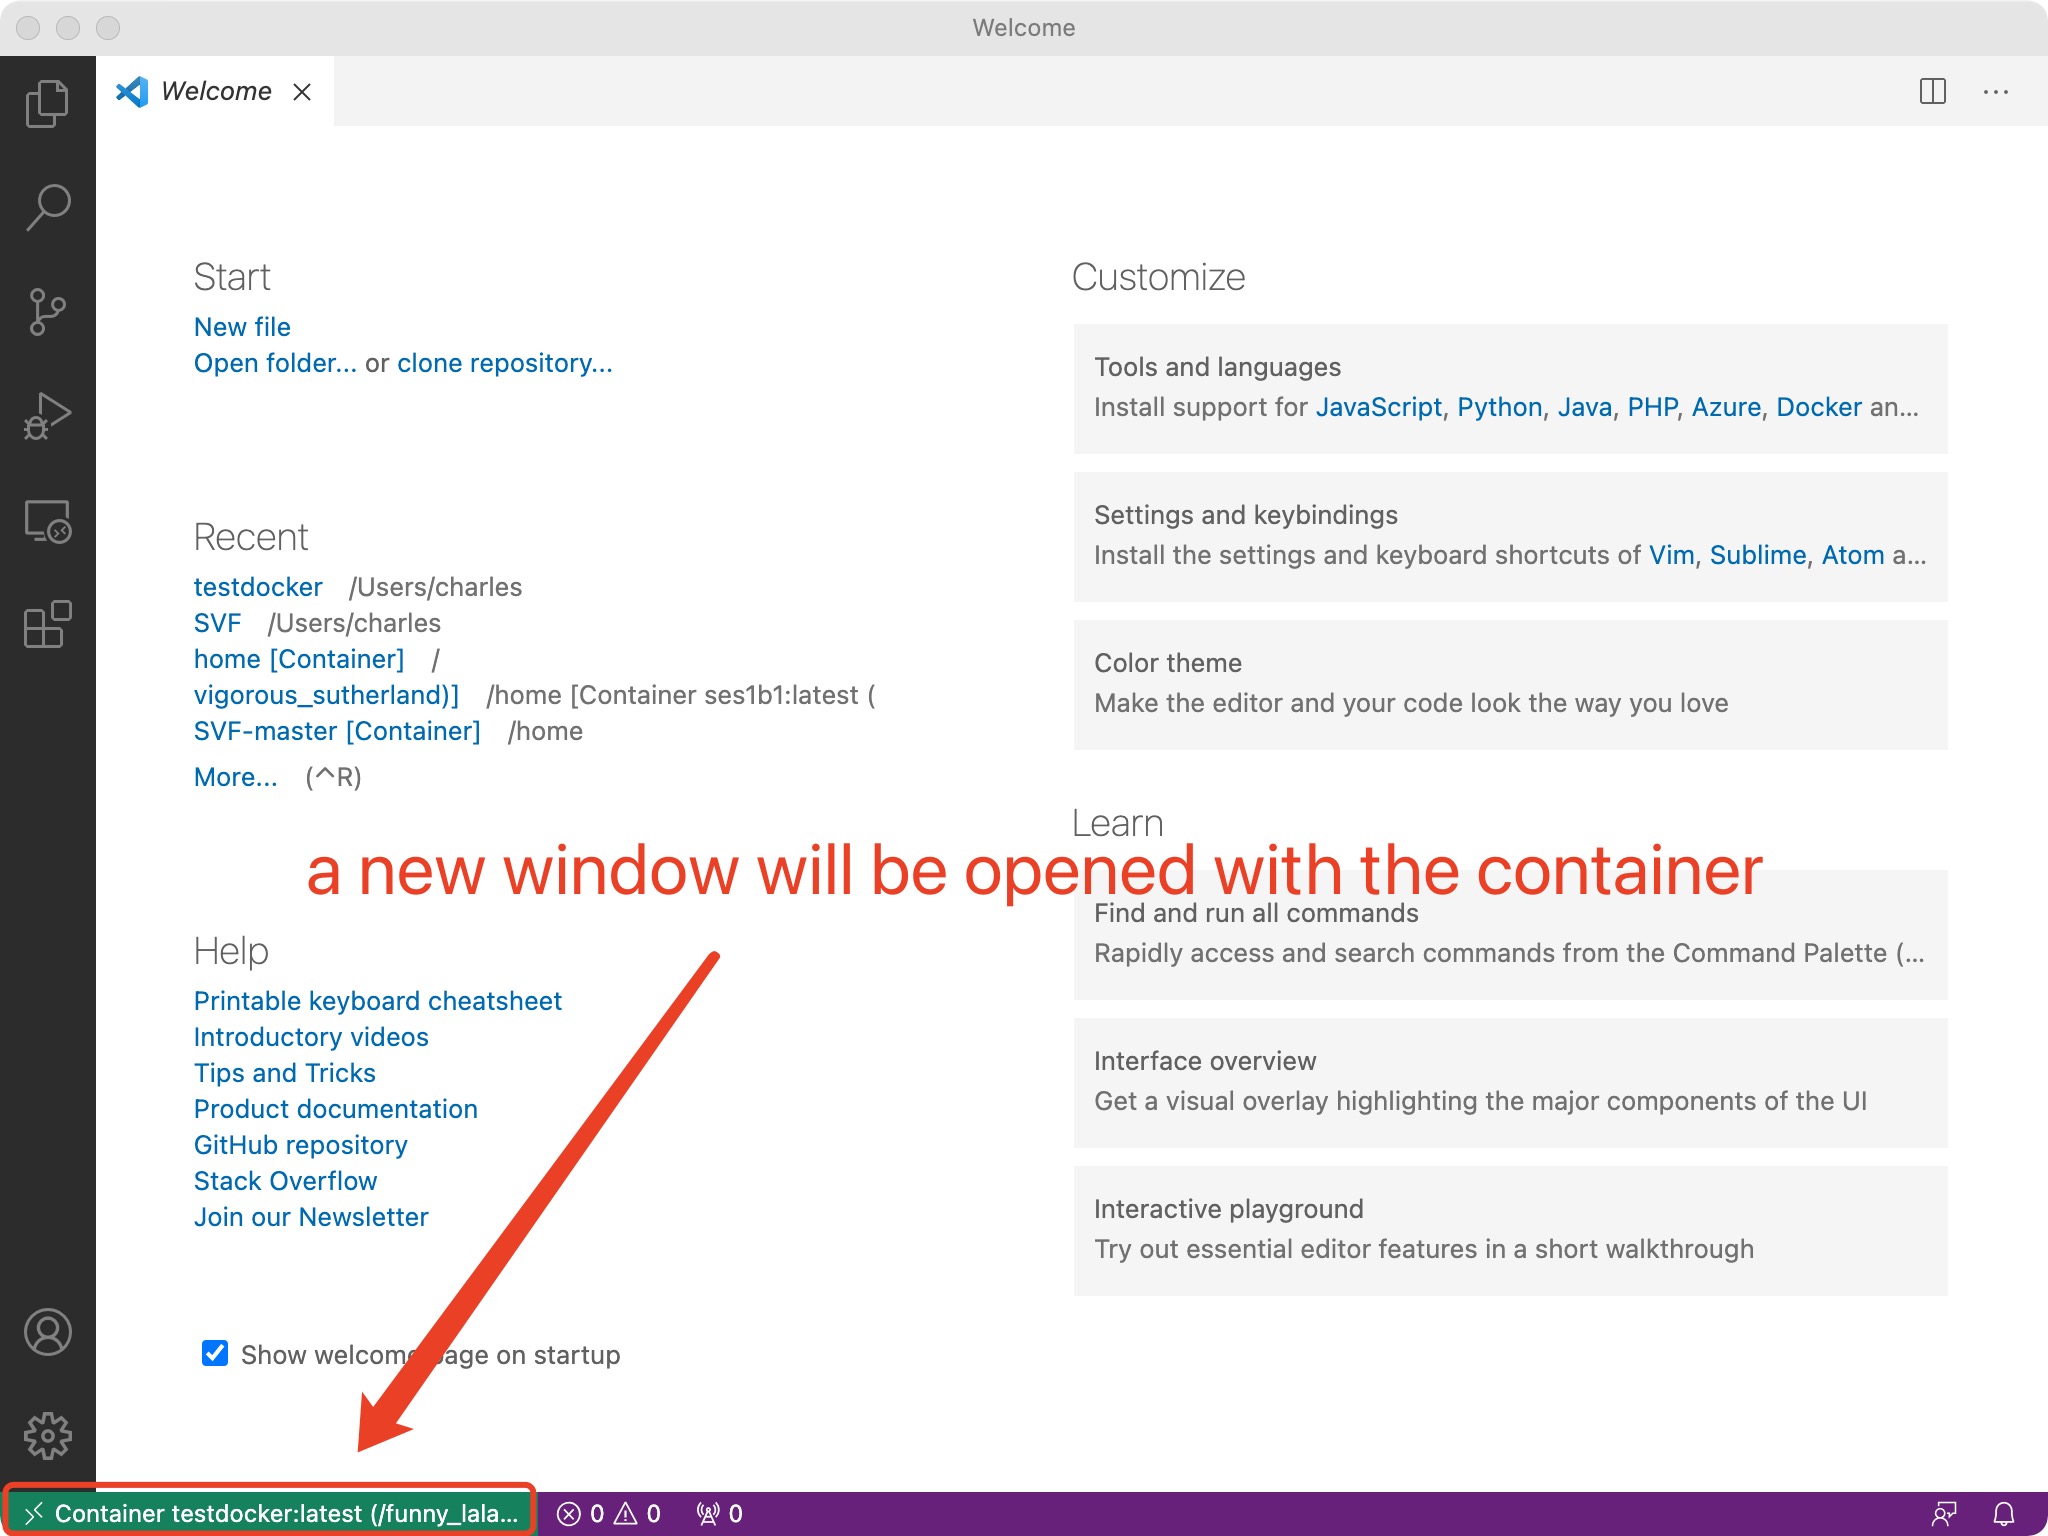 Welcome
Welcome
Start
New file
Open folder... or clone repository...
Recent
testdocker /Users/charles
SVF /Users/charles
home [Container] /
vigorous_sutherland)] /home [Container ses1b1:latest (
SVF-master [Container] /home
More... (^R)
Help
Printable keyboard cheatsheet
Introductory videos
Tips and Tricks
Product documentation
GitHub repository
Stack Overflow
Join our Newsletter
Show welcome page on startup
Customize
Tools and languages
Install support for JavaScript, Python, Java, PHP, Azure, Docker an...
Settings and keybindings
Install the settings and keyboard shortcuts of Vim, Sublime, Atom a...
Color theme
Make the editor and your code look the way you love
Learn
a new window will be opened with the container
Find and run all commands
Rapidly access and search commands from the Command Palette (...
Interface overview
Get a visual overlay highlighting the major components of the UI
Interactive playground
Try out essential editor features in a short walkthrough
Container testdocker:latest (/funny_lala... 0 0 0